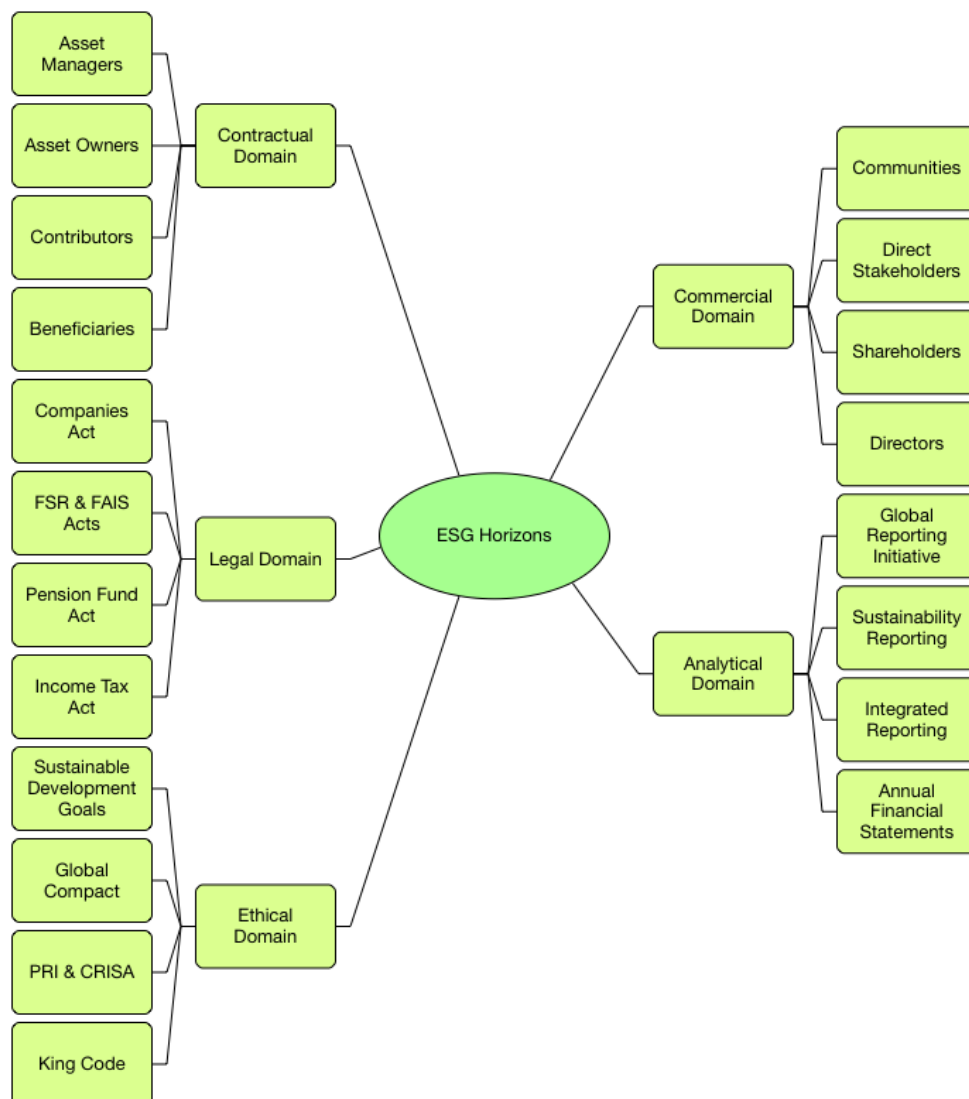 Asset
Managers
Asset Owners
Contributors
Beneficiaries
Contractual
Domain
Companies
Act
FSR & FAIS
Acts
Pension Fund
Act
Income Tax
Act
Legal Domain
Sustainable
Development
Goals
Global
Compact
PRI & CRISA
King Code
Ethical
Domain
ESG Horizons
Commercial
Domain
Communities
Direct
Stakeholders
Shareholders
Directors
Analytical
Domain
Global
Reporting
Initiative
Sustainability
Reporting
Integrated
Reporting
Annual
Financial
Statements